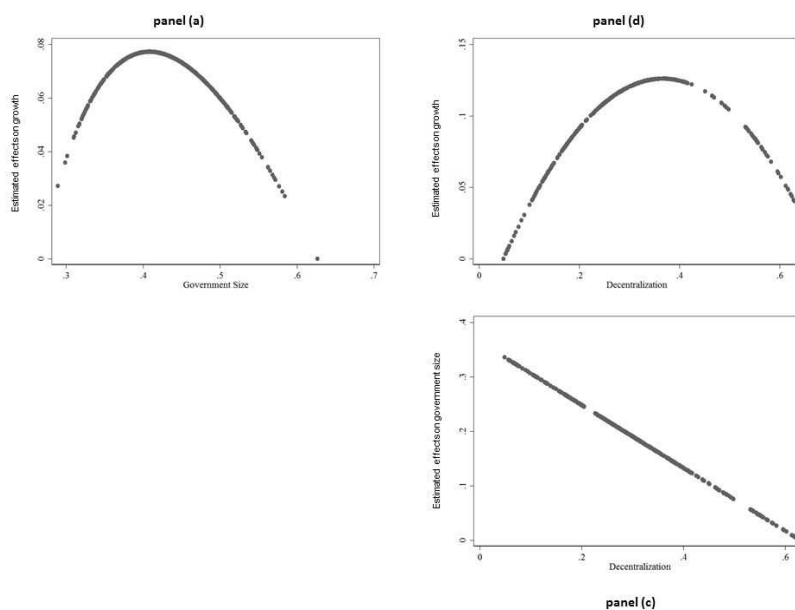 panel (a)
Estimated effects on growth
.08
.06
.04
.02
0
.3 .4 .5 .6 .7
Government Size
panel (d)
Estimated effects on growth
.15
.1
.05
0
0 .2 .4 .6
Decentralization
Estimated effects on government size
.4
.3
.2
.1
0
0 .2 .4 .6
Decentralization
panel (c)